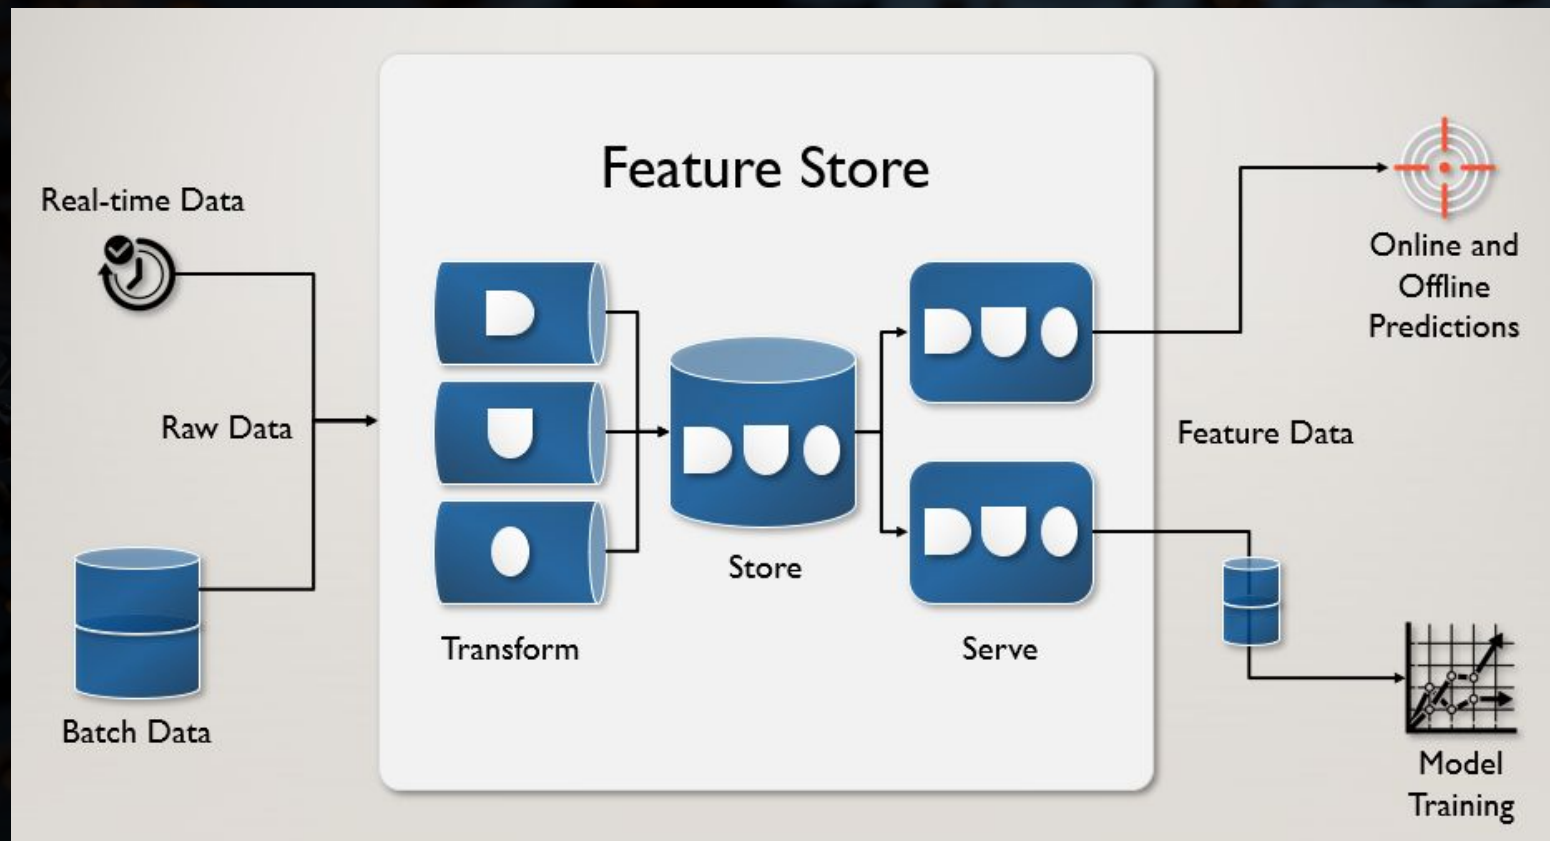 Feature Store
Real-time Data
Raw Data
Batch Data
Transform
Store
Serve
Feature Data
Online and
Offline
Predictions
Model
Training